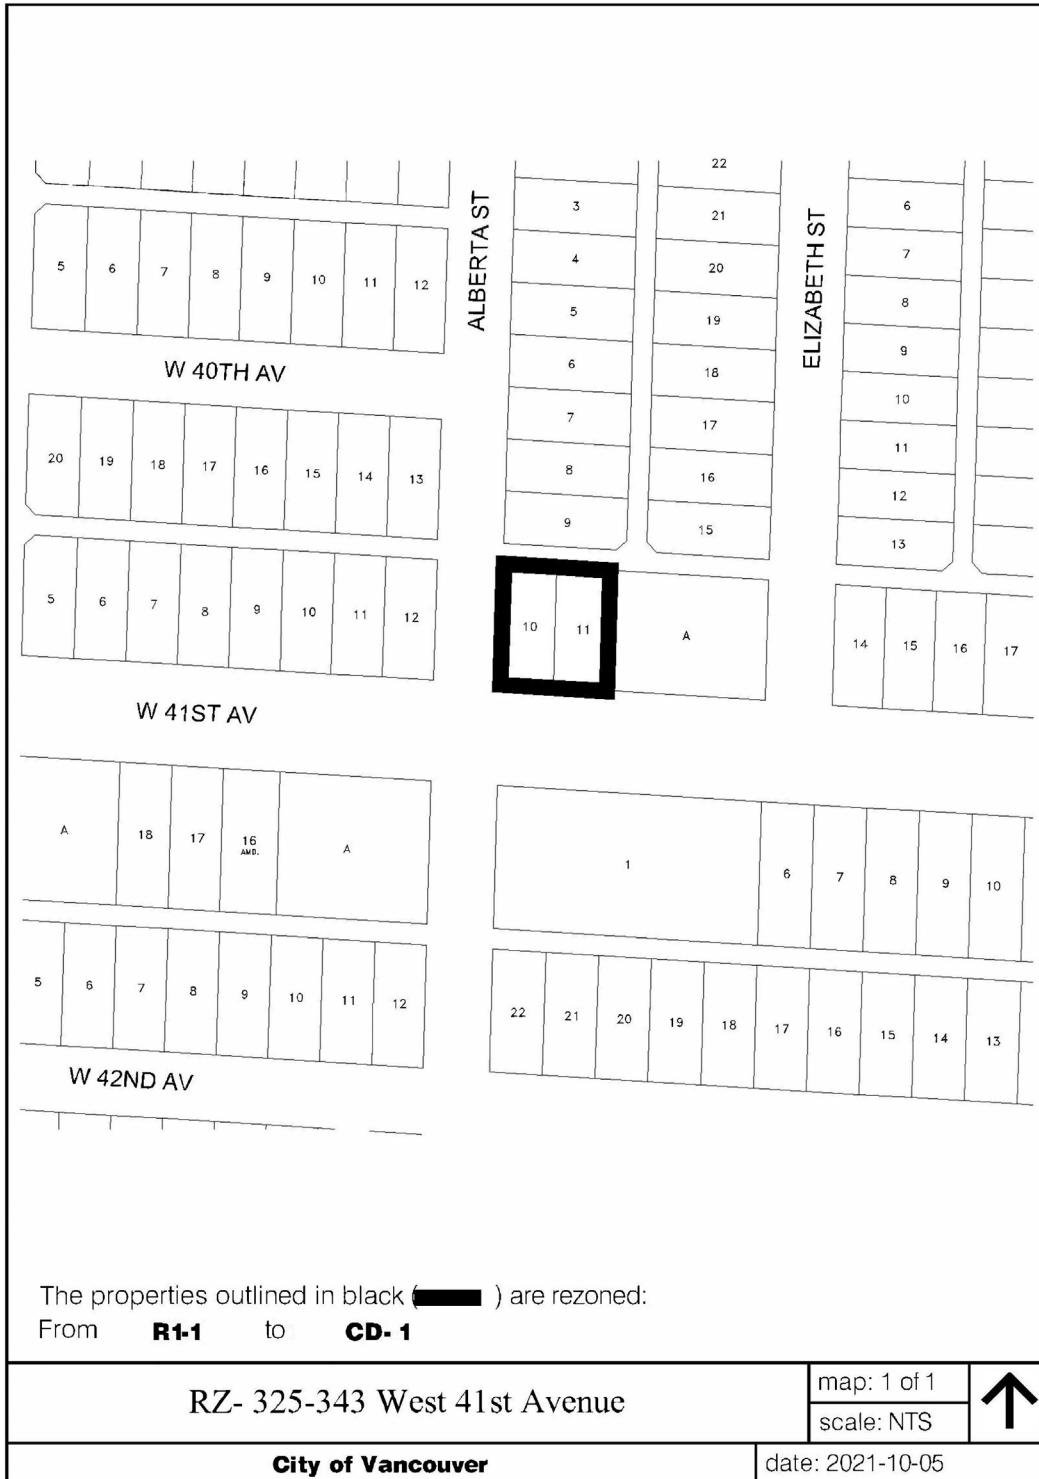 22
3
21
6
4
20
7
5
19
8
6
18
9
7
17
10
8
16
11
9
15
12
13
ALBERTA ST
ELIZABETH ST
5 6 7 8 9 10 11 12
W 40TH AV
20 19 18 17 16 15 14 13
5 6 7 8 9 10 11 12
10 11 A
14 15 16 17
W 41ST AV
A 18 17 16 A
AMD.
1 6 7 8 9 10
5 6 7 8 9 10 11 12
22 21 20 19 18 17 16 15 14 13
W 42ND AV
The properties outlined in black ( ) are rezoned:
From R1-1 to CD- 1
RZ- 325-343 West 41st Avenue
map: 1 of 1
scale: NTS
City of Vancouver
date: 2021-10-05